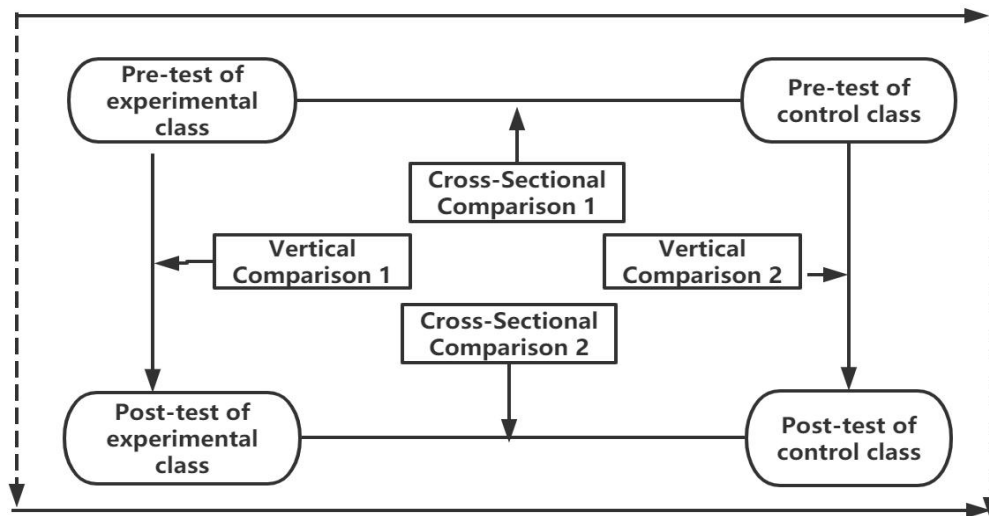 Pre-test of
experimental
class
Pre-test of
control class
Cross-Sectional
Comparison 1
Vertical
Comparison 1
Vertical
Comparison 2
Cross-Sectional
Comparison 2
Post-test of
experimental
class
Post-test of
control class